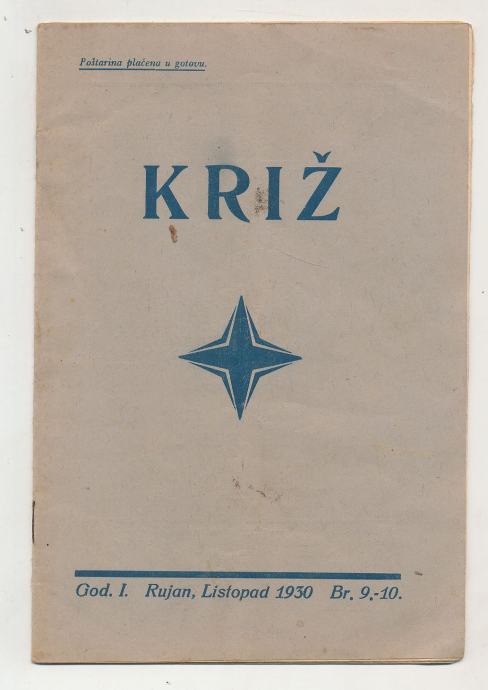 Poštarina plaćena u gotovu.
KRIŽ
God. I. Rujan, Listopad 1930 Br. 9.-10.